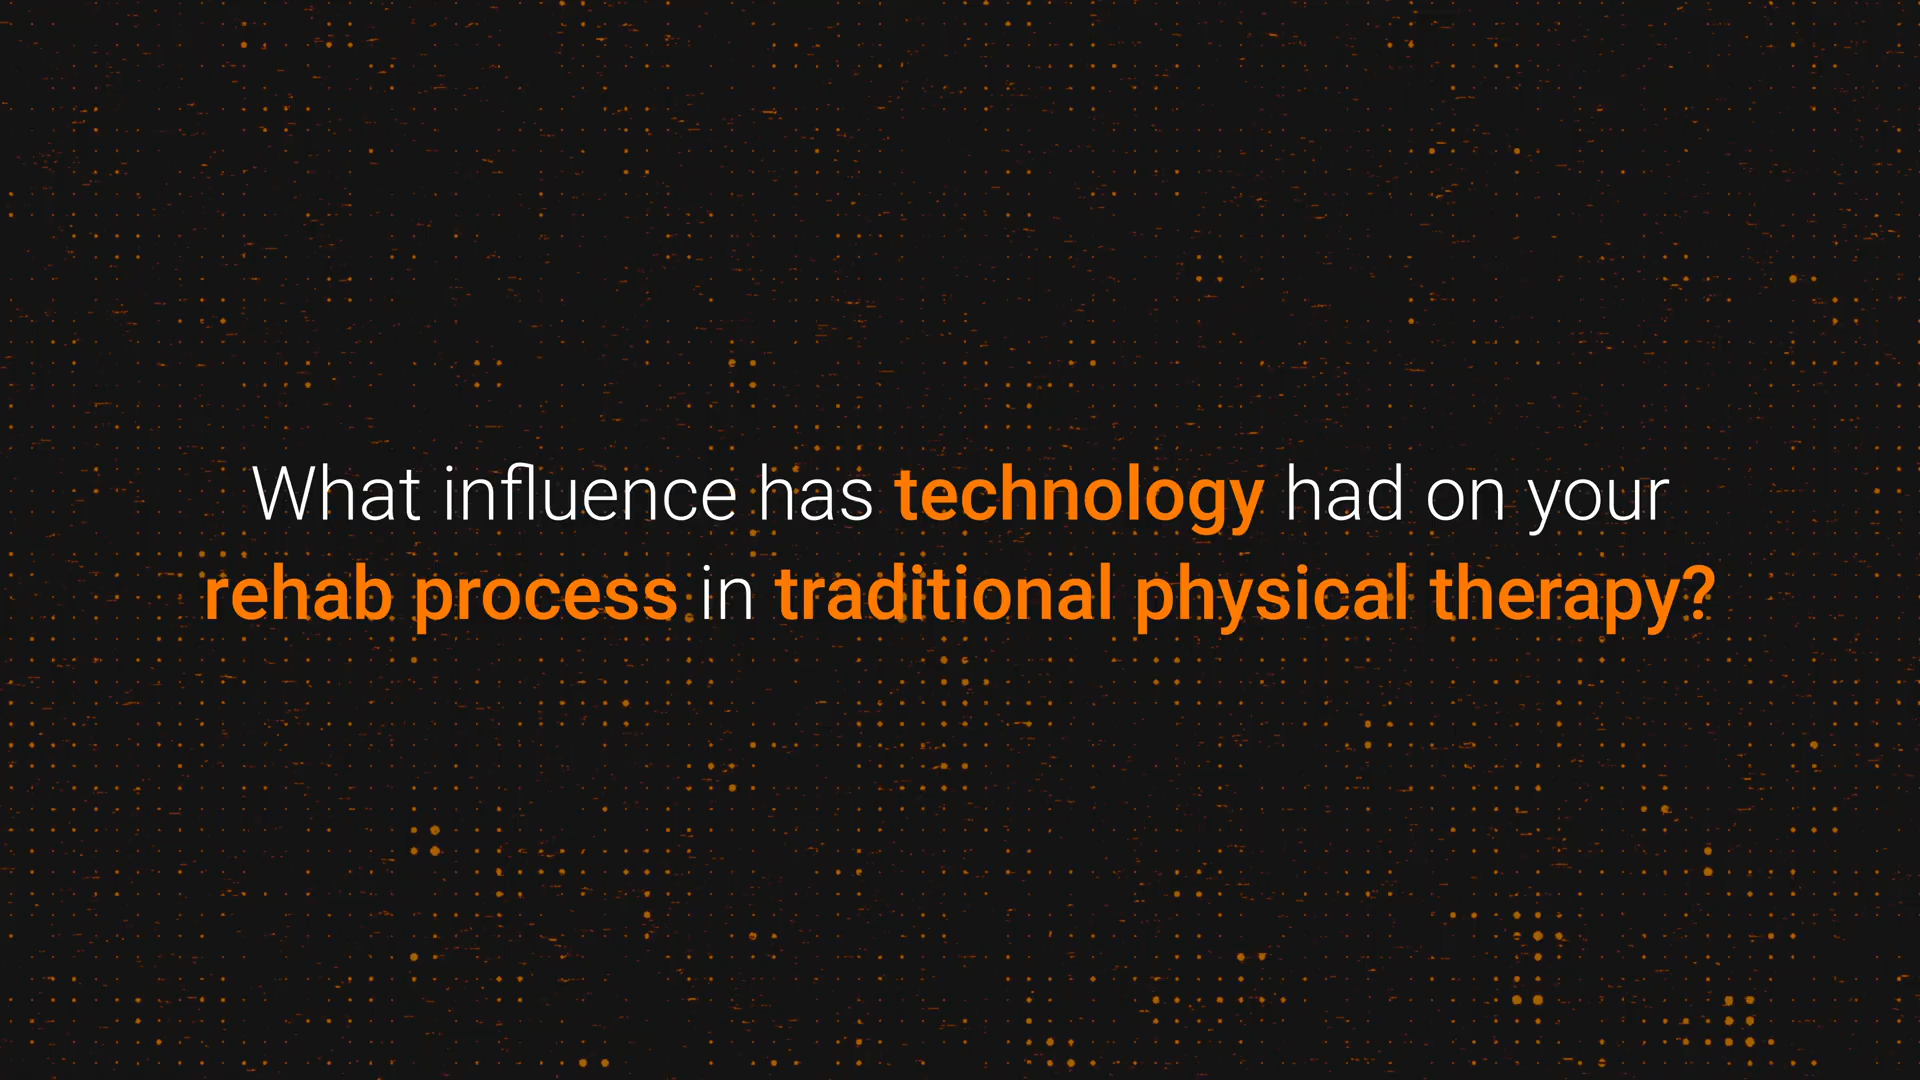 What influence has technology had on your
rehab process in traditional physical therapy?